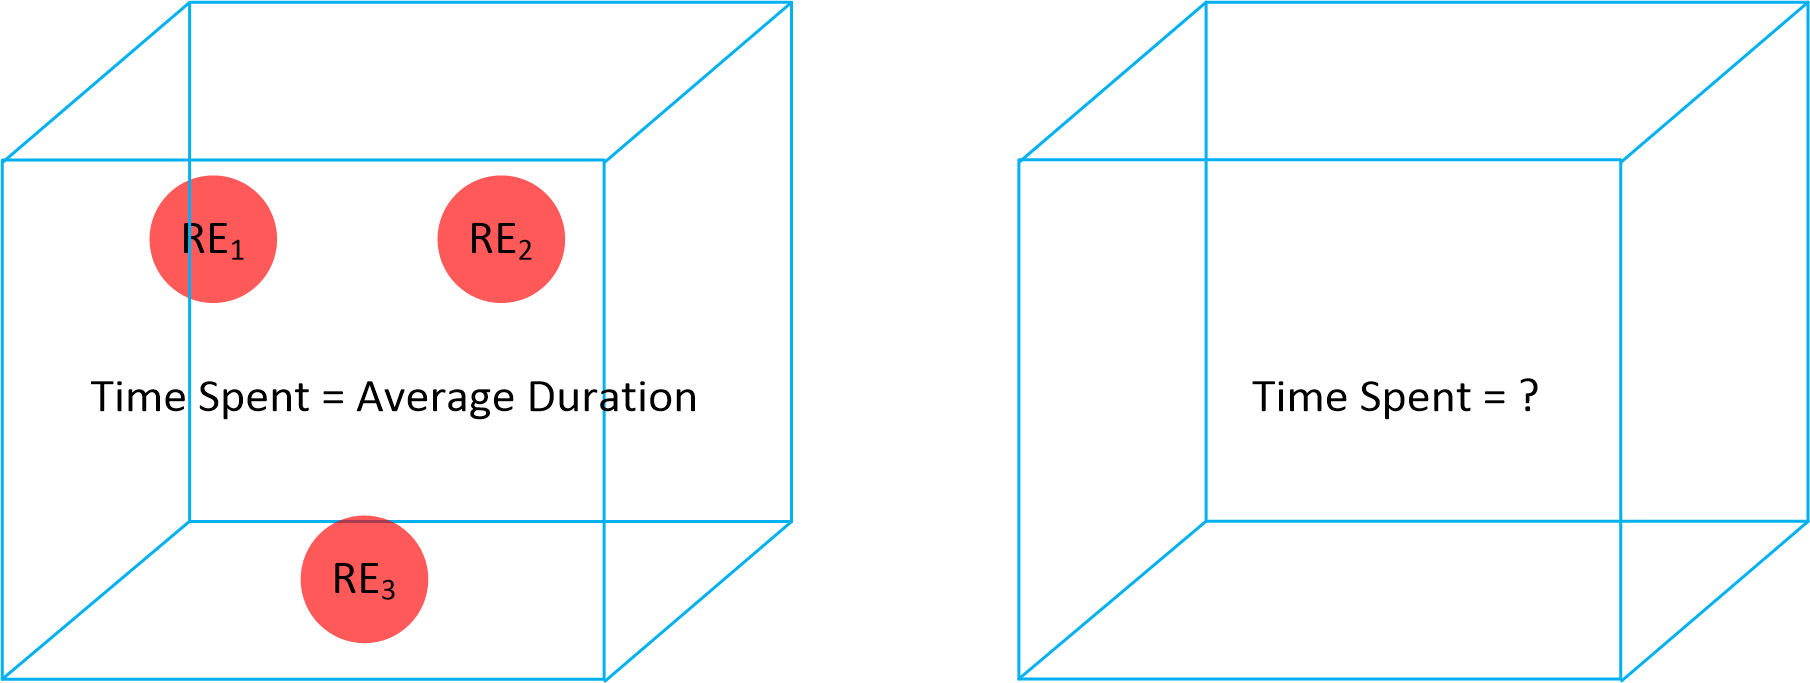 RE₁
RE₂
Time Spent = Average Duration
RE₃
Time Spent = ?